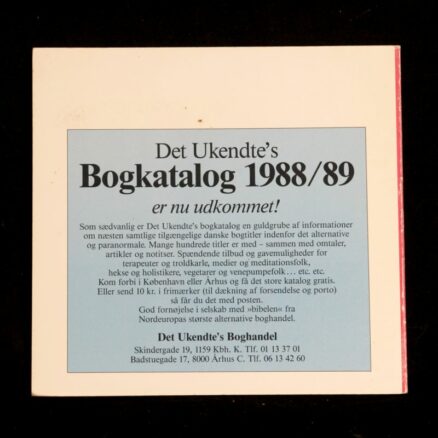 Det Ukendte's
Bogkatalog 1988/89
er nu udkommet!
Som sædvanlig er Det Ukendte's bogkatalog en guldgrube af informationer
om næsten samtlige tilgængelige danske bogtitler indenfor det alternative
og paranormale. Mange hundrede titler er med – sammen med omtaler,
artikler og notitser. Spændende tilbud og gavemuligheder for
terapeuter og troldkarle, medier og meditationsfolk,
hekse og holistikere, vegetarer og venepumpefolk... etc. etc.
Kom forbi i København eller Århus og få det store katalog gratis.
Eller send 10 kr. i frimærker (til dækning af forsendelse og porto)
så får du det med posten.
God fornøjelse i selskab med »bibelen« fra
Nordeuropas største alternative boghandel.
Det Ukendte's Boghandel
Skindergade 19, 1159 Kbh. K. Tlf. 01 13 37 01
Badstuegade 17, 8000 Århus C. Tlf. 06 13 42 60